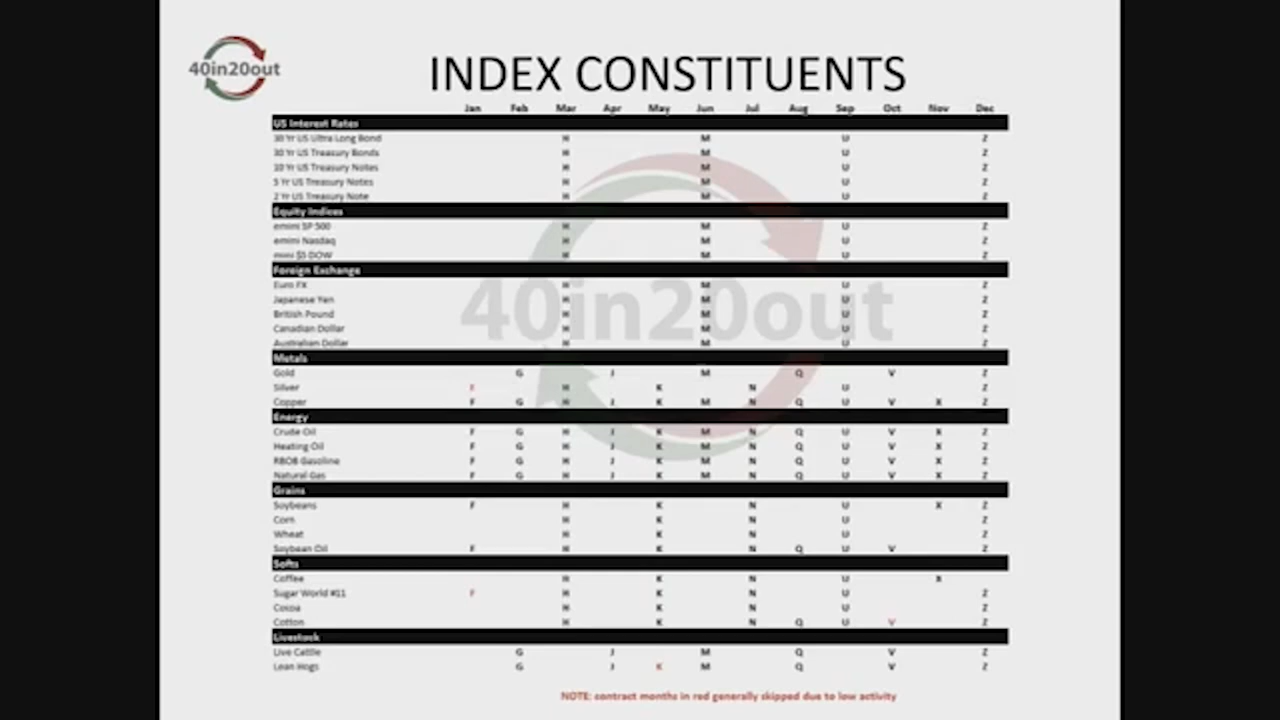 40in20out
INDEX CONSTITUENTS
Jan Feb Mar Apr May Jun Jul Aug Sep Oct Nov Dec
US Interest Rates
30 Yr US Ultra Long Bond H M U Z
30 Yr US Treasury Bonds H M U Z
10 Yr US Treasury Notes H M U Z
5 Yr US Treasury Notes H M U Z
2 Yr US Treasury Note H M U Z
Equity Indices
emini SP 500 H M U Z
emini Nasdaq H M U Z
mini $5 DOW H M U Z
Foreign Exchange
Euro FX H M U Z
Japanese Yen H M U Z
40in20out
British Pound H M U Z
Canadian Dollar H M U Z
Australian Dollar H M U Z
Metals
Gold G J M Q V Z
Silver F H K N U Z
Copper F G H J K M N Q U V X Z
Energy
Crude Oil F G H J K M N Q U V X Z
Heating Oil F G H J K M N Q U V X Z
RBOB Gasoline F G H J K M N Q U V X Z
Natural Gas F G H J K M N Q U V X Z
Grains
Soybeans F H K N U X Z
Corn H K N U Z
Wheat H K N U Z
Soybean Oil F H K N Q U V Z
Softs
Coffee H K N U X
Sugar World #11 F H K N U Z
Cocoa H K N U Z
Cotton H K N Q U V Z
Livestock
Live Cattle G J M Q V Z
Lean Hogs G J K M Q V Z
NOTE: contract months in red generally skipped due to low activity